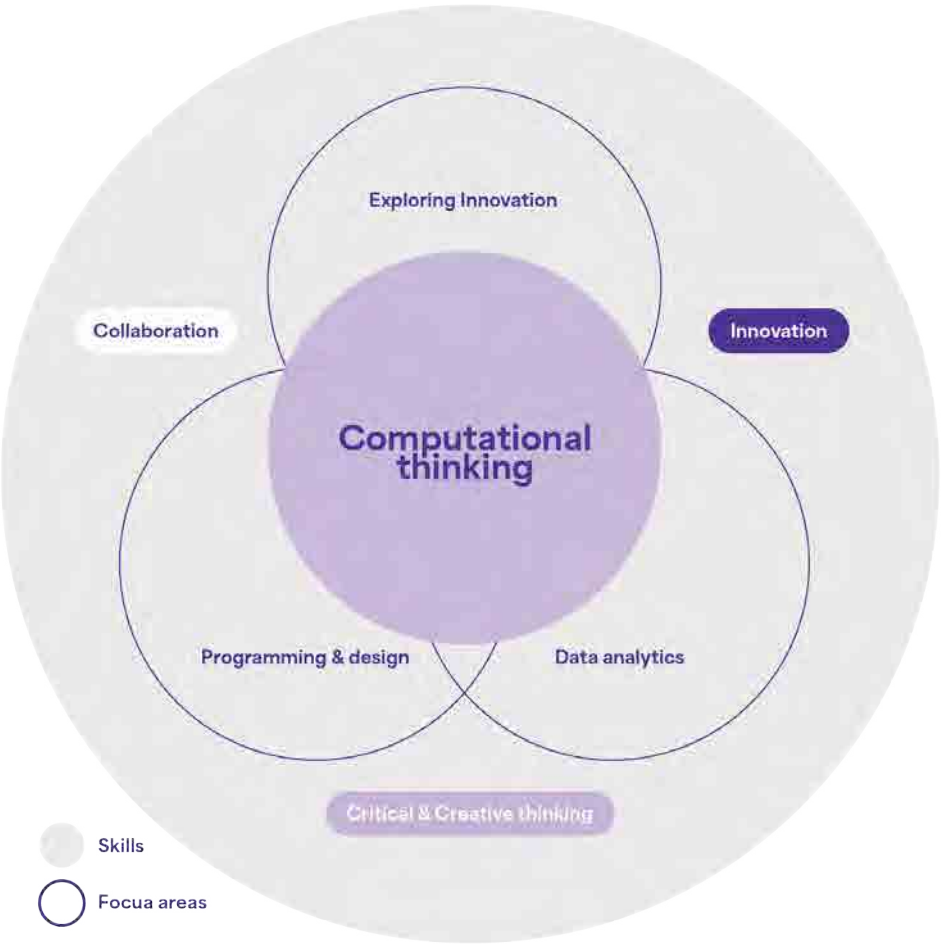 Exploring Innovation
Collaboration
Innovation
Computational
thinking
Programming & design
Data analytics
Critical & Creative thinking
Skills
Focua areas